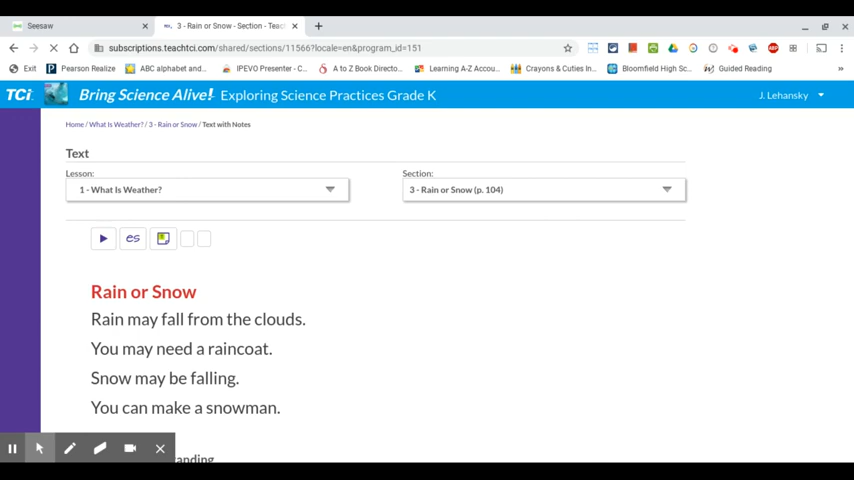 Seesaw
3 - Rain or Snow - Section - Teac
subscriptions.teachtci.com/shared/sections/11566?locale=en&program_id=151
Exit
Pearson Realize
ABC alphabet and...
IPEVO Presenter - C...
A to Z Book Directo...
Learning A-Z Accou...
Crayons & Cuties In...
Bloomfield High Sc...
Guided Reading
»
TCi Bring Science Alive! Exploring Science Practices Grade K
J. Lehansky
Home / What Is Weather? / 3 - Rain or Snow / Text with Notes
Text
Lesson:
Section:
1 - What Is Weather?
3 - Rain or Snow (p. 104)
es
Rain or Snow
Rain may fall from the clouds.
You may need a raincoat.
Snow may be falling.
You can make a snowman.
anding